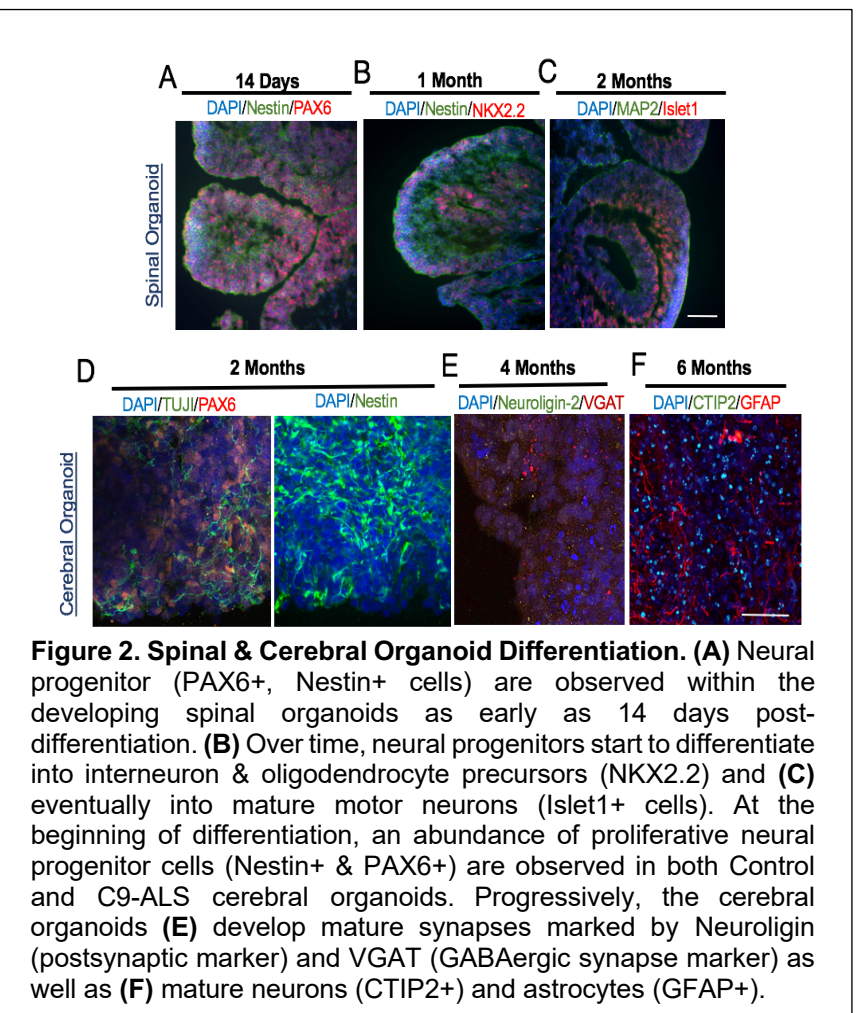 A 14 Days B 1 Month C 2 Months
DAPI/Nestin/PAX6 DAPI/Nestin/NKX2.2 DAPI/MAP2/Islet1
Spinal Organoid
D 2 Months E 4 Months F 6 Months
DAPI/TUJI/PAX6 DAPI/Nestin DAPI/Neuroligin-2/VGAT DAPI/CTIP2/GFAP
Cerebral Organoid
Figure 2. Spinal & Cerebral Organoid Differentiation. (A) Neural
progenitor (PAX6+, Nestin+ cells) are observed within the
developing spinal organoids as early as 14 days post-
differentiation. (B) Over time, neural progenitors start to differentiate
into interneuron & oligodendrocyte precursors (NKX2.2) and (C)
eventually into mature motor neurons (Islet1+ cells). At the
beginning of differentiation, an abundance of proliferative neural
progenitor cells (Nestin+ & PAX6+) are observed in both Control
and C9-ALS cerebral organoids. Progressively, the cerebral
organoids (E) develop mature synapses marked by Neuroligin
(postsynaptic marker) and VGAT (GABAergic synapse marker) as
well as (F) mature neurons (CTIP2+) and astrocytes (GFAP+).